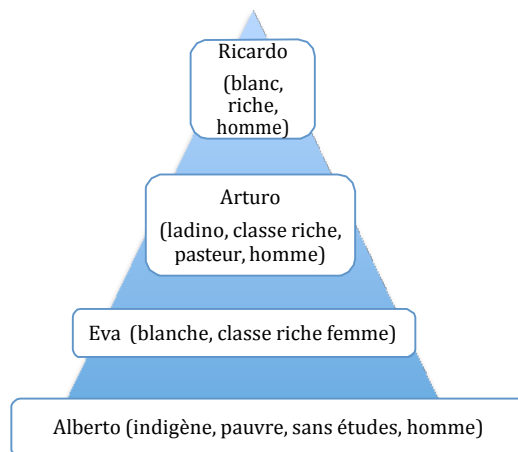 Ricardo
(blanc,
riche,
homme)
Arturo
(ladino, classe riche,
pasteur, homme)
Eva (blanche, classe riche femme)
Alberto (indigène, pauvre, sans études, homme)